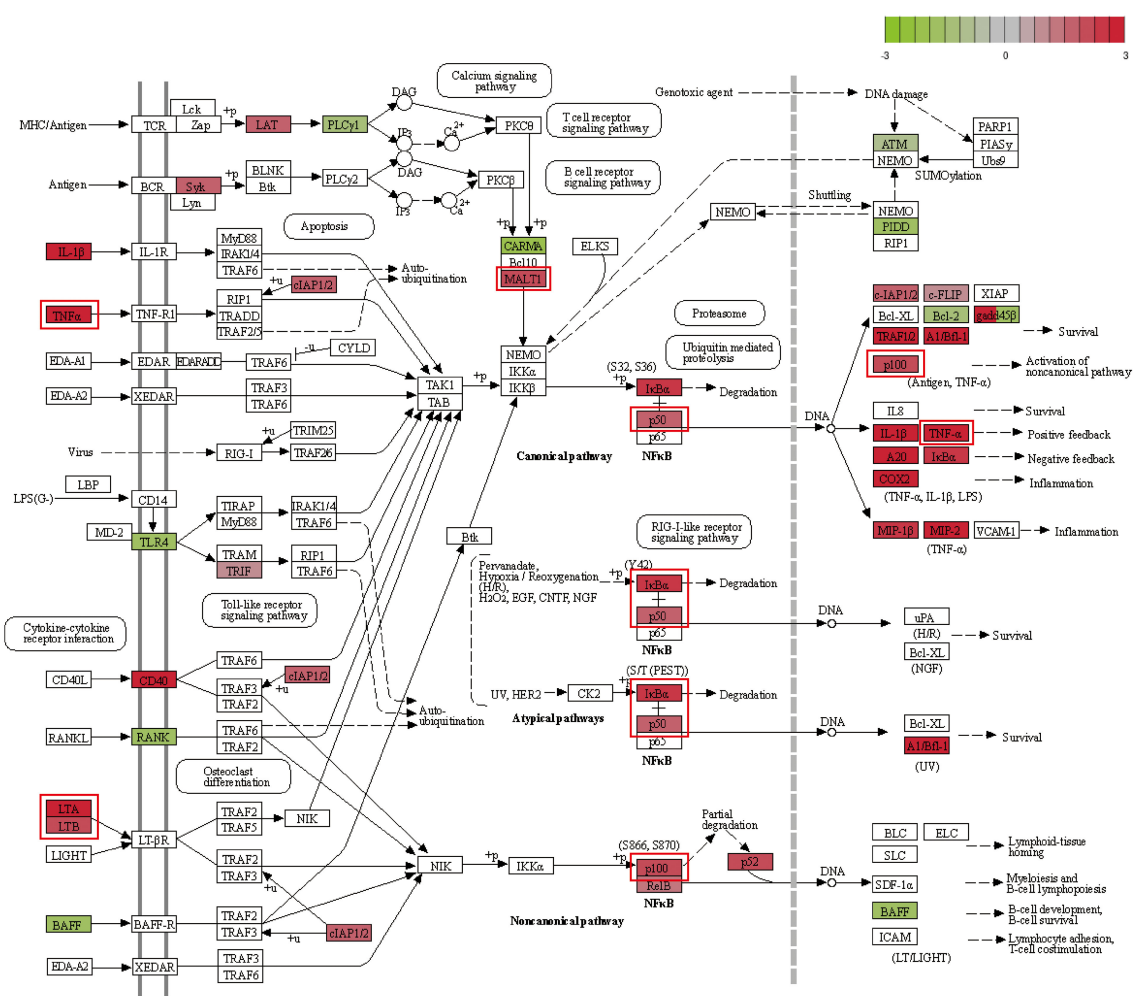 -3 0 3
Calcium signaling
pathway
T cell receptor
signaling pathway
B cell receptor
signaling pathway
Apoptosis
Proteasome
Ubiquitin mediated
proteolysis
RIG-I-like receptor
signaling pathway
Toll-like receptor
signaling pathway
Cytokine-cytokine
receptor interaction
Osteoclast
differentiation
MHC/Antigen
TCR
Lck
Zap
+p
LAT
PLCγ1
DAG
IP3
Ca2+
PKCθ
Antigen
BCR
Syk
Lyn
+p
BLNK
Btk
PLCγ2
DAG
IP3
Ca2+
PKCβ
+p +p
CARMA
Bcl10
MALT1
ELKS
IL-1β
IL-1R
MyD88
IRAK1/4
TRAF6
Auto-
ubiquitination
TNFα
TNF-R1
RIP1
TRADD
TRAF2/5
+u
cIAP1/2
EDA-A1
EDAR
EDARADD
TRAF6
-u
CYLD
EDA-A2
XEDAR
TRAF3
TRAF6
TAK1
TAB
+p
NEMO
IKKα
IKKβ
Virus
RIG-I
+u
TRIM25
TRAF2/6
LPS(G-)
LBP
CD14
MD-2
TLR4
TIRAP
MyD88
IRAK1/4
TRAF6
TRAM
TRIF
RIP1
TRAF6
CD40L
CD40
TRAF6
TRAF3
TRAF2
+u
cIAP1/2
Auto-
ubiquitination
RANKL
RANK
TRAF6
TRAF2
LTA
LTB
LIGHT
LT-βR
TRAF2
TRAF5
NIK
TRAF2
TRAF3
+u
BAFF
BAFF-R
TRAF2
TRAF3
+u
cIAP1/2
EDA-A2
XEDAR
TRAF3
TRAF6
NIK
+p
IKKα
+p
(S866, S870)
p100
RelB
NFκB
Partial
degradation
p52
Noncanonical pathway
Btk
(S32, S36)
+p
IκBα
Degradation
p50
p65
NFκB
Canonical pathway
Pervanadate,
Hypoxia / Reoxygenation
(H/R),
H2O2, EGF, CNTF, NGF
+p
(Y42)
IκBα
Degradation
p50
p65
NFκB
UV, HER2
CK2
+p
(S/T (PEST))
IκBα
Degradation
p50
p65
NFκB
Atypical pathways
Genotoxic agent
DNA damage
ATM
NEMO
PARP1
PIASy
Ubs9
SUMOylation
NEMO
Shuttling
NEMO
PIDD
RIP1
DNA
c-IAP1/2
c-FLIP
XIAP
Bcl-XL
Bcl-2
gadd45β
TRAF1/2
A1/Bfl-1
Survival
p100
(Antigen, TNF-α)
Activation of
noncanonical pathway
IL8
Survival
IL-1β
TNF-α
Positive feedback
A20
IκBα
Negative feedback
COX2
Inflammation
(TNF-α, IL-1β, LPS)
MIP-1β
MIP-2
VCAM-1
Inflammation
(TNF-α)
DNA
uPA
(H/R)
Bcl-XL
(NGF)
Survival
DNA
Bcl-XL
A1/Bfl-1
(UV)
Survival
DNA
BLC
ELC
SLC
Lymphoid-tissue
homing
SDF-1α
Myeloiesis and
B-cell lymphopoiesis
BAFF
B-cell development,
B-cell survival
ICAM
Lymphocyte adhesion,
T-cell costimulation
(LT/LIGHT)